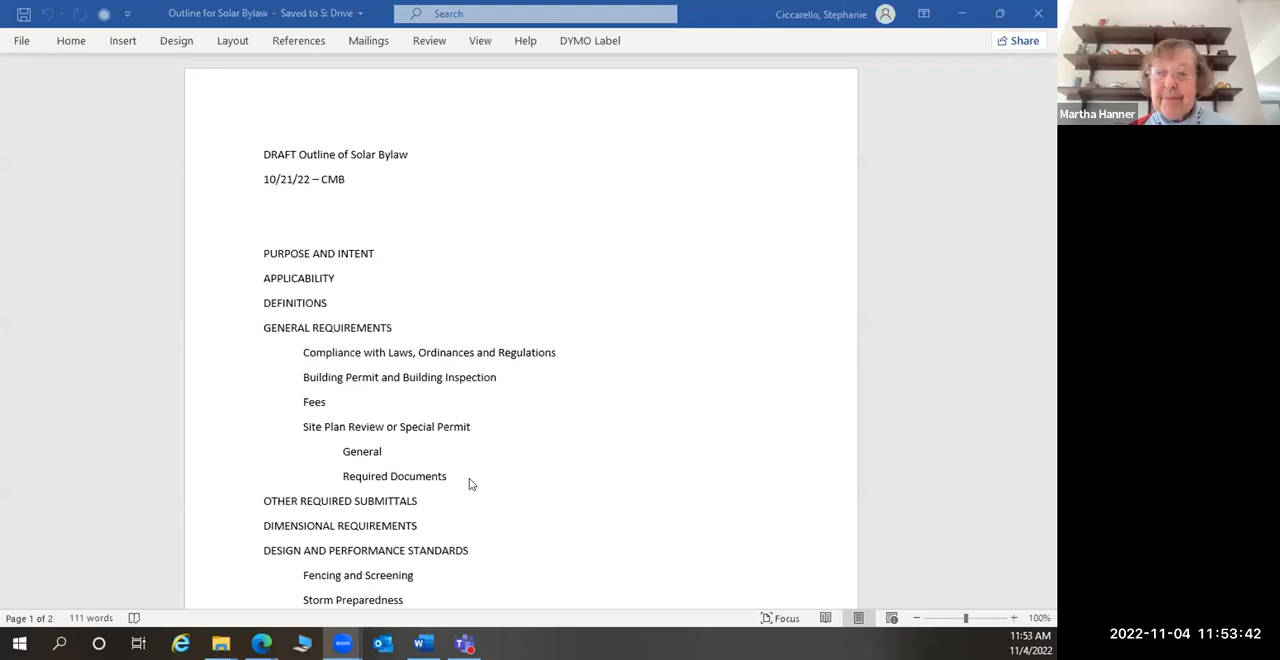 Outline for Solar Bylaw - Saved to S: Drive
Search
Ciccarello, Stephanie
File Home Insert Design Layout References Mailings Review View Help DYMO Label Share
Martha Hanner
DRAFT Outline of Solar Bylaw
10/21/22 – CMB
PURPOSE AND INTENT
APPLICABILITY
DEFINITIONS
GENERAL REQUIREMENTS
Compliance with Laws, Ordinances and Regulations
Building Permit and Building Inspection
Fees
Site Plan Review or Special Permit
General
Required Documents
OTHER REQUIRED SUBMITTALS
DIMENSIONAL REQUIREMENTS
DESIGN AND PERFORMANCE STANDARDS
Fencing and Screening
Storm Preparedness
Page 1 of 2 111 words Focus 100%
zoom
11:53 AM
11/4/2022
2022-11-04 11:53:42